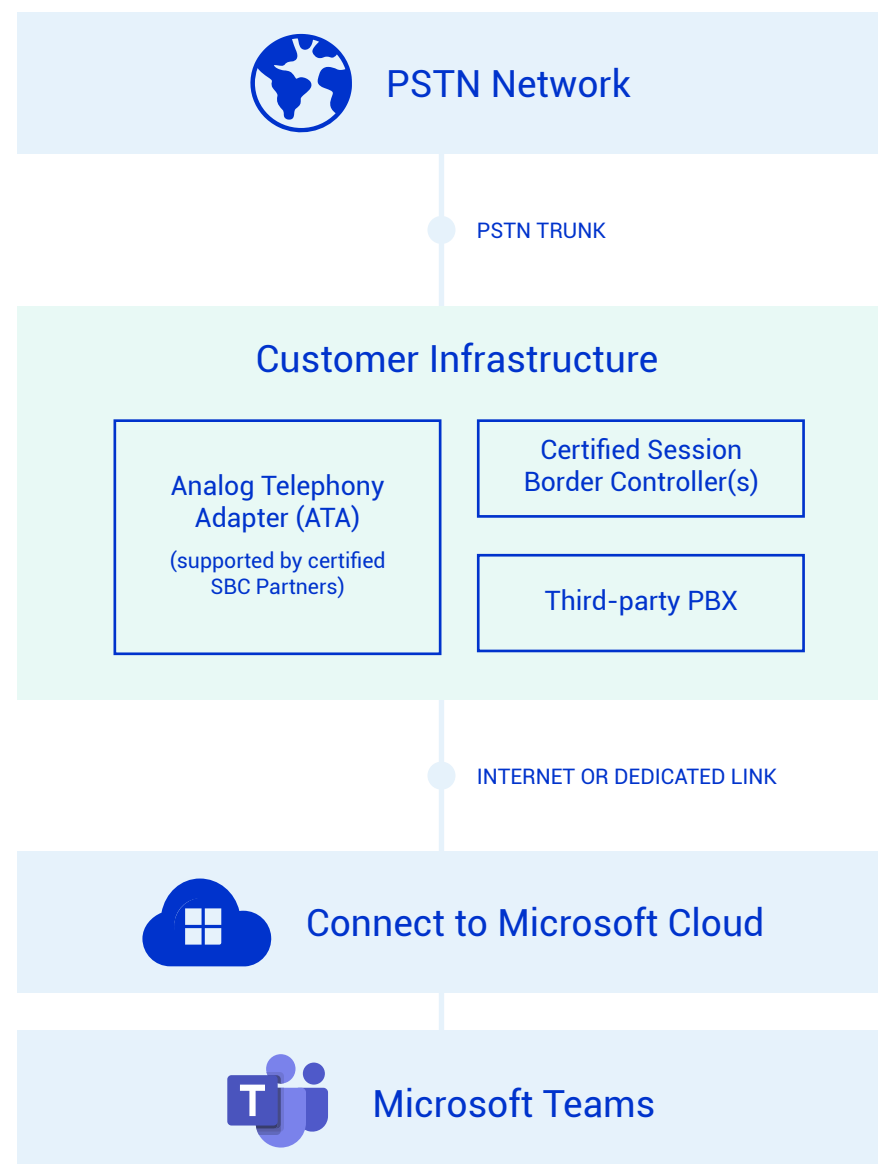 PSTN Network
PSTN TRUNK
Customer Infrastructure
Analog Telephony
Adapter (ATA)
(supported by certified
SBC Partners)
Certified Session
Border Controller(s)
Third-party PBX
INTERNET OR DEDICATED LINK
Connect to Microsoft Cloud
T
Microsoft Teams